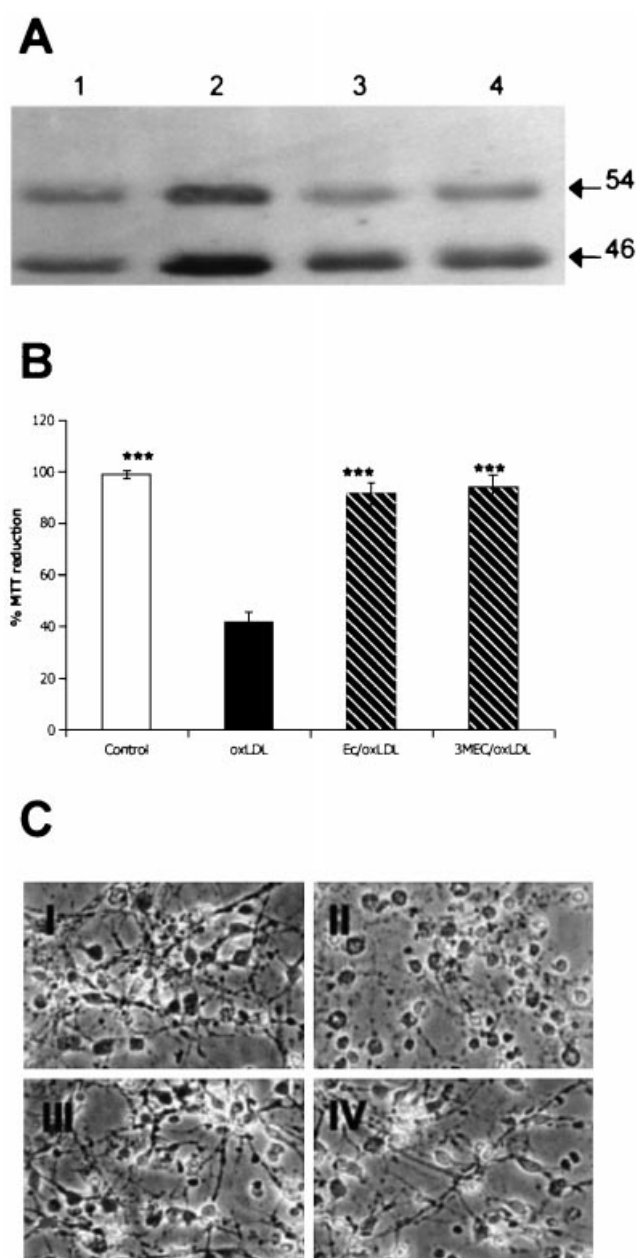 A
1 2 3 4
54
46
B
120
100
80
60
40
20
0
% MTT reduction
***
***
***
Control oxLDL Ec/oxLDL 3MEC/oxLDL
C
I II
III IV